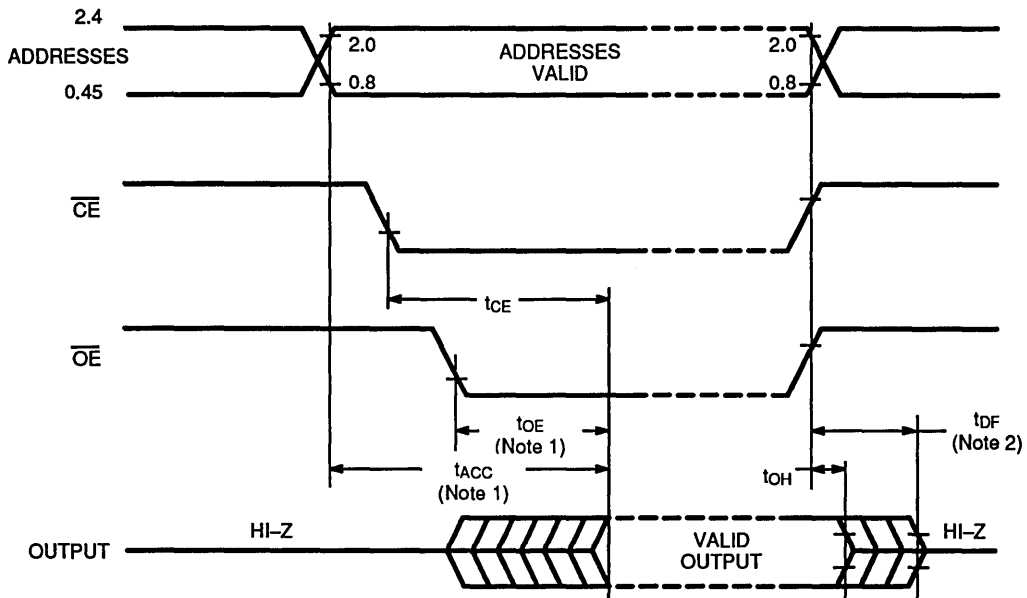 2.4
ADDRESSES
0.45
2.0
0.8
ADDRESSES
VALID
2.0
0.8
CE
tCE
OE
tOE
(Note 1)
tACC
(Note 1)
tDF
(Note 2)
tOH
OUTPUT
HI–Z
VALID
OUTPUT
HI–Z